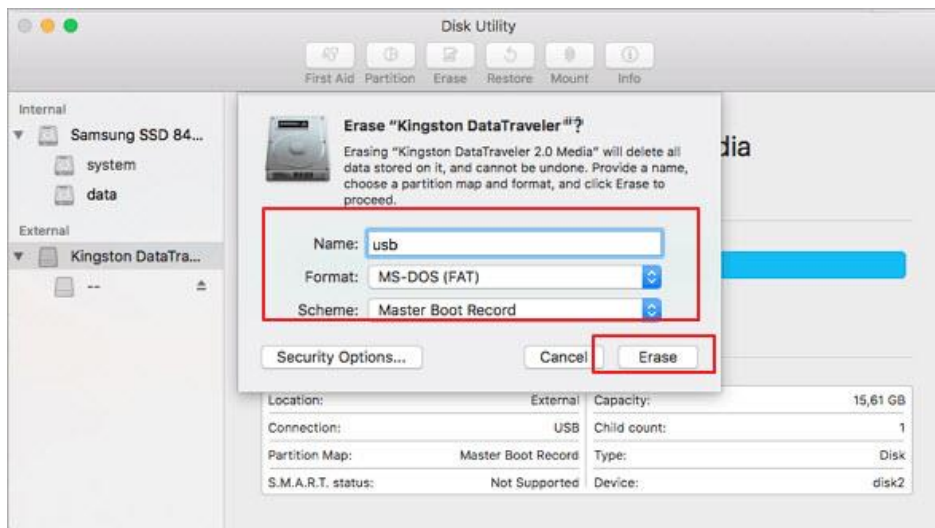 Disk Utility
First Aid Partition Erase Restore Mount Info
Internal
Samsung SSD 84...
system
data
External
Kingston DataTra...
--
Erase “Kingston DataTraveler”?
Erasing “Kingston DataTraveler 2.0 Media” will delete all
data stored on it, and cannot be undone. Provide a name,
choose a partition map and format, and click Erase to
proceed.
dia
Name: usb
Format: MS-DOS (FAT)
Scheme: Master Boot Record
Security Options... Cancel Erase
Location: External Capacity: 15,61 GB
Connection: USB Child count: 1
Partition Map: Master Boot Record Type: Disk
S.M.A.R.T. status: Not Supported Device: disk2